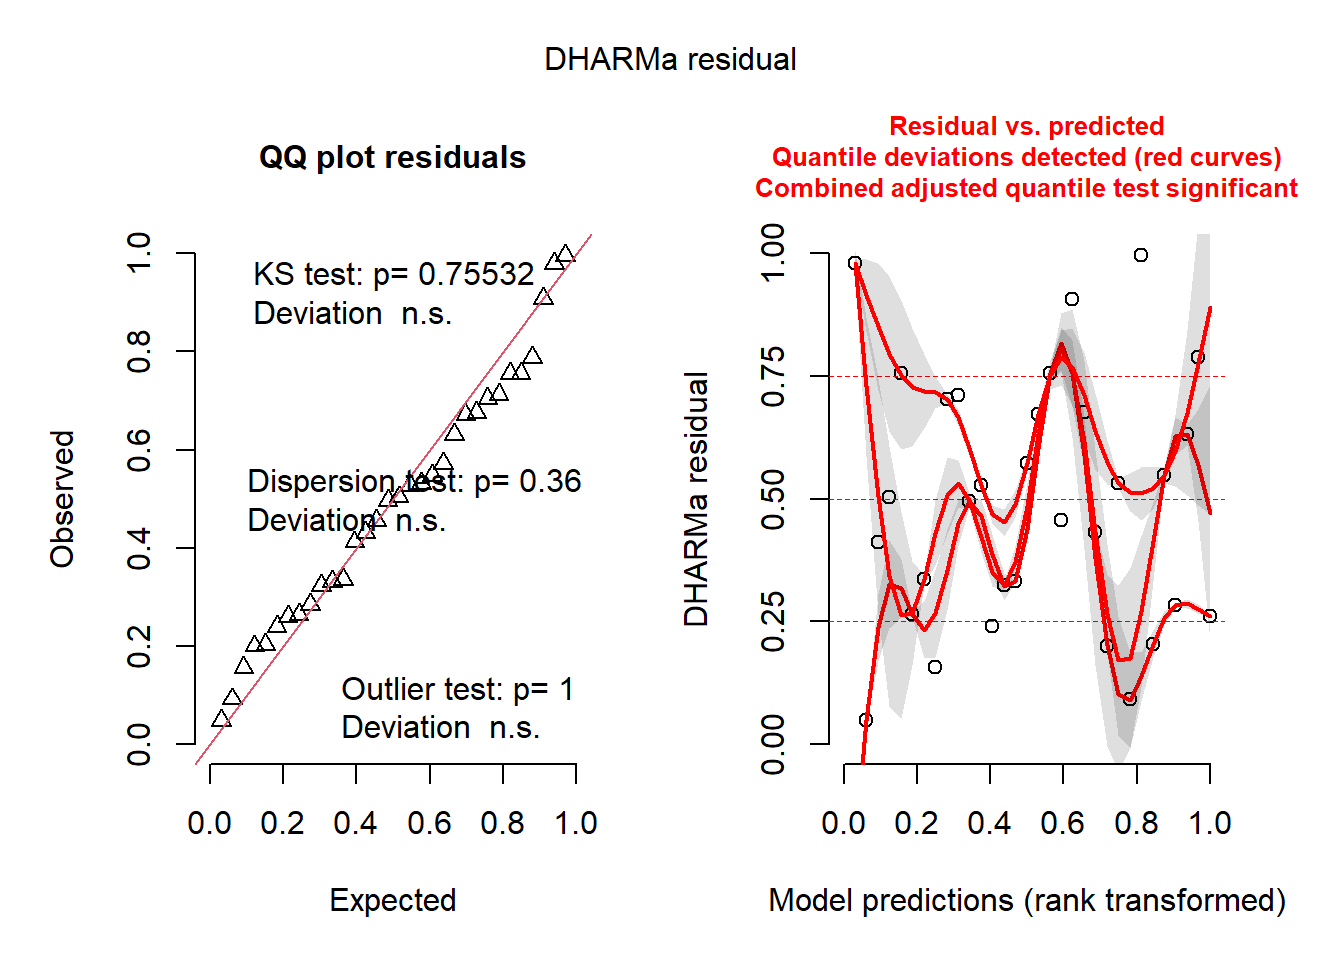 DHARMa residual
QQ plot residuals
KS test: p= 0.75532
Deviation n.s.
Dispersion test: p= 0.36
Deviation n.s.
Outlier test: p= 1
Deviation n.s.
Observed
0.0 0.2 0.4 0.6 0.8 1.0
0.0 0.2 0.4 0.6 0.8 1.0
Expected
Residual vs. predicted
Quantile deviations detected (red curves)
Combined adjusted quantile test significant
DHARMa residual
0.00 0.25 0.50 0.75 1.00
0.0 0.2 0.4 0.6 0.8 1.0
Model predictions (rank transformed)